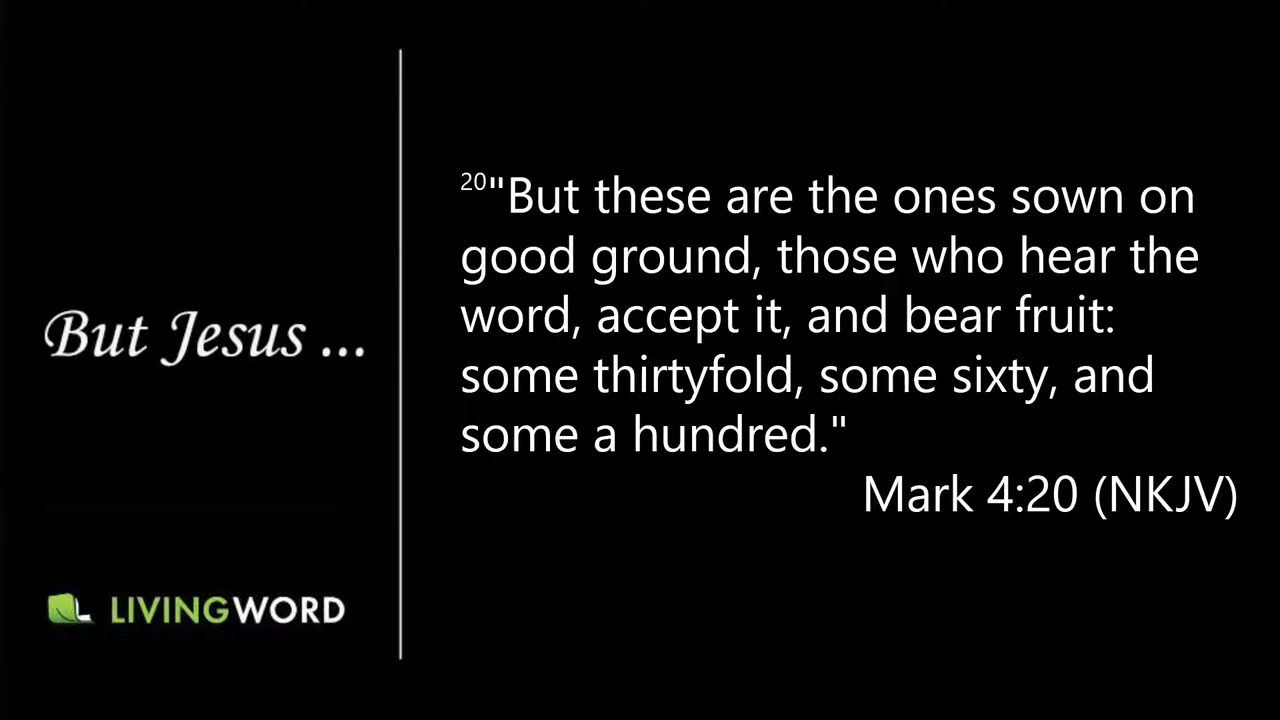 But Jesus ...
LIVINGWORD
20"But these are the ones sown on
good ground, those who hear the
word, accept it, and bear fruit:
some thirtyfold, some sixty, and
some a hundred."
Mark 4:20 (NKJV)